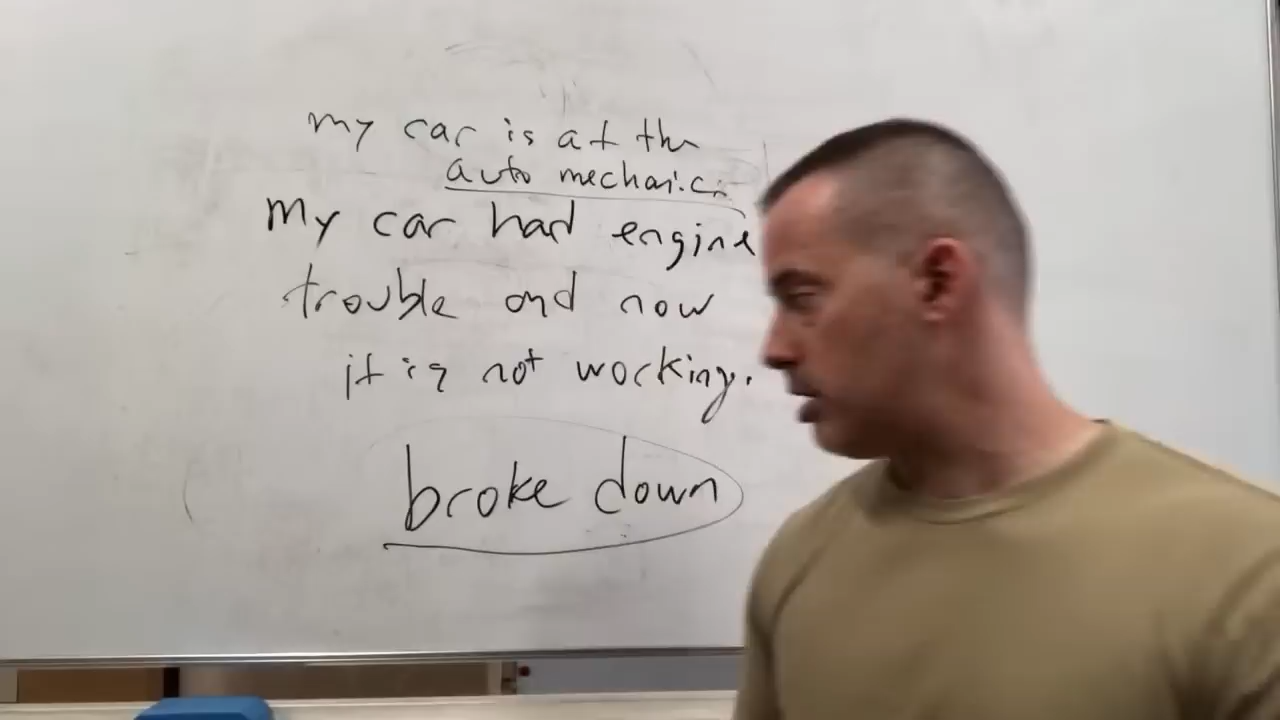 my car is at the
auto mechanic
my car had engine
trouble and now
it is not working.
broke down